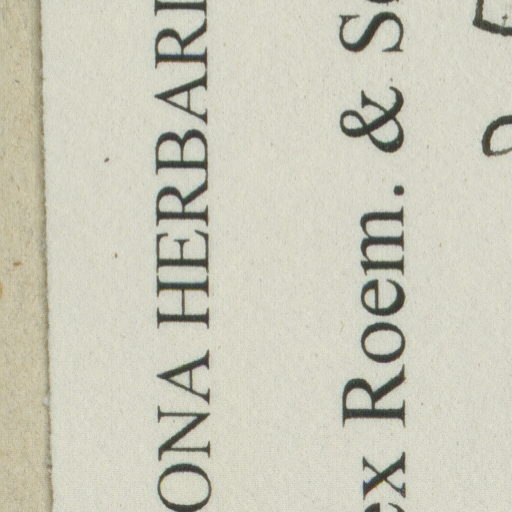 ONA HERBARI
ex Roem. & Sc